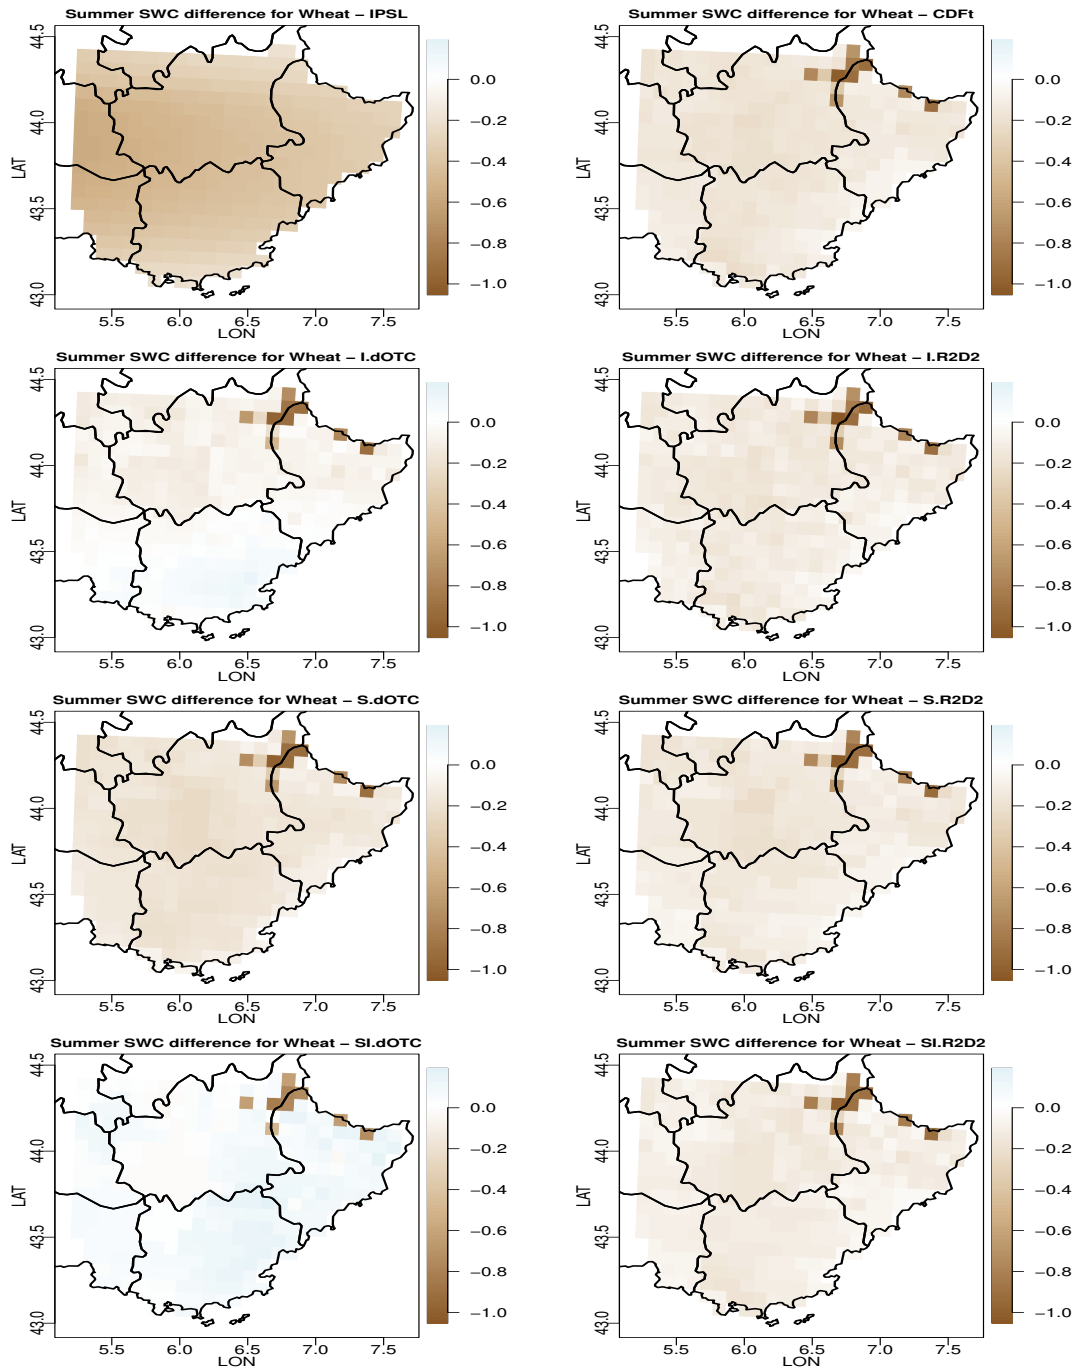 Summer SWC difference for Wheat – IPSL
44.5
44.0
43.5
43.0
LAT
5.5 6.0 6.5 7.0 7.5
LON
0.0
−0.2
−0.4
−0.6
−0.8
−1.0
Summer SWC difference for Wheat – CDFt
44.5
44.0
43.5
43.0
LAT
5.5 6.0 6.5 7.0 7.5
LON
0.0
−0.2
−0.4
−0.6
−0.8
−1.0
Summer SWC difference for Wheat – I.dOTC
44.5
44.0
43.5
43.0
LAT
5.5 6.0 6.5 7.0 7.5
LON
0.0
−0.2
−0.4
−0.6
−0.8
−1.0
Summer SWC difference for Wheat – I.R2D2
44.5
44.0
43.5
43.0
LAT
5.5 6.0 6.5 7.0 7.5
LON
0.0
−0.2
−0.4
−0.6
−0.8
−1.0
Summer SWC difference for Wheat – S.dOTC
44.5
44.0
43.5
43.0
LAT
5.5 6.0 6.5 7.0 7.5
LON
0.0
−0.2
−0.4
−0.6
−0.8
−1.0
Summer SWC difference for Wheat – S.R2D2
44.5
44.0
43.5
43.0
LAT
5.5 6.0 6.5 7.0 7.5
LON
0.0
−0.2
−0.4
−0.6
−0.8
−1.0
Summer SWC difference for Wheat – SI.dOTC
44.5
44.0
43.5
43.0
LAT
5.5 6.0 6.5 7.0 7.5
LON
0.0
−0.2
−0.4
−0.6
−0.8
−1.0
Summer SWC difference for Wheat – SI.R2D2
44.5
44.0
43.5
43.0
LAT
5.5 6.0 6.5 7.0 7.5
LON
0.0
−0.2
−0.4
−0.6
−0.8
−1.0